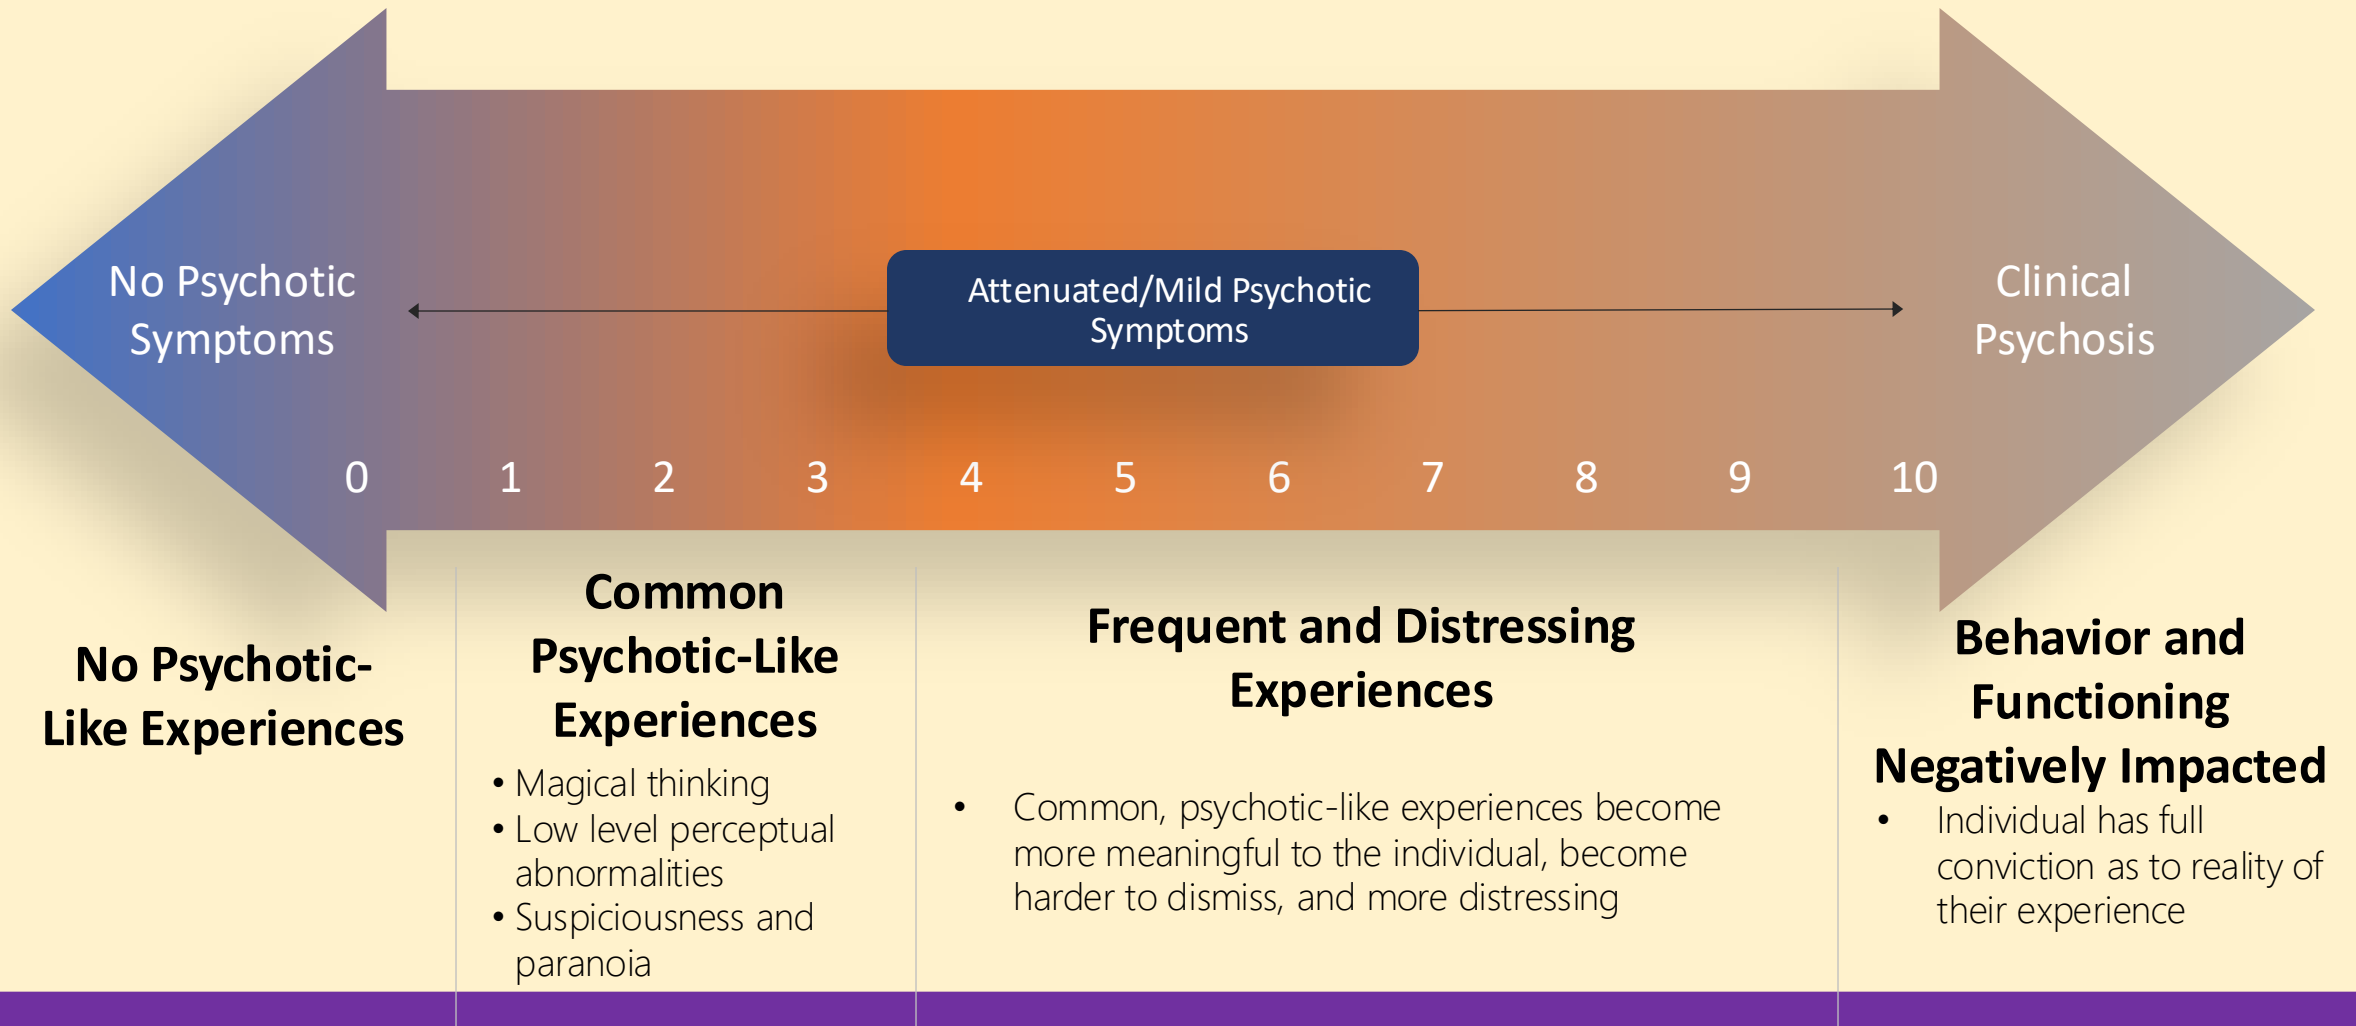 No Psychotic
Symptoms
Attenuated/Mild Psychotic
Symptoms
Clinical
Psychosis
0 1 2 3 4 5 6 7 8 9 10
No Psychotic-
Like Experiences
Common
Psychotic-Like
Experiences
• Magical thinking
• Low level perceptual
abnormalities
• Suspiciousness and
paranoia
Frequent and Distressing
Experiences
• Common, psychotic-like experiences become
more meaningful to the individual, become
harder to dismiss, and more distressing
Behavior and
Functioning
Negatively Impacted
• Individual has full
conviction as to reality of
their experience